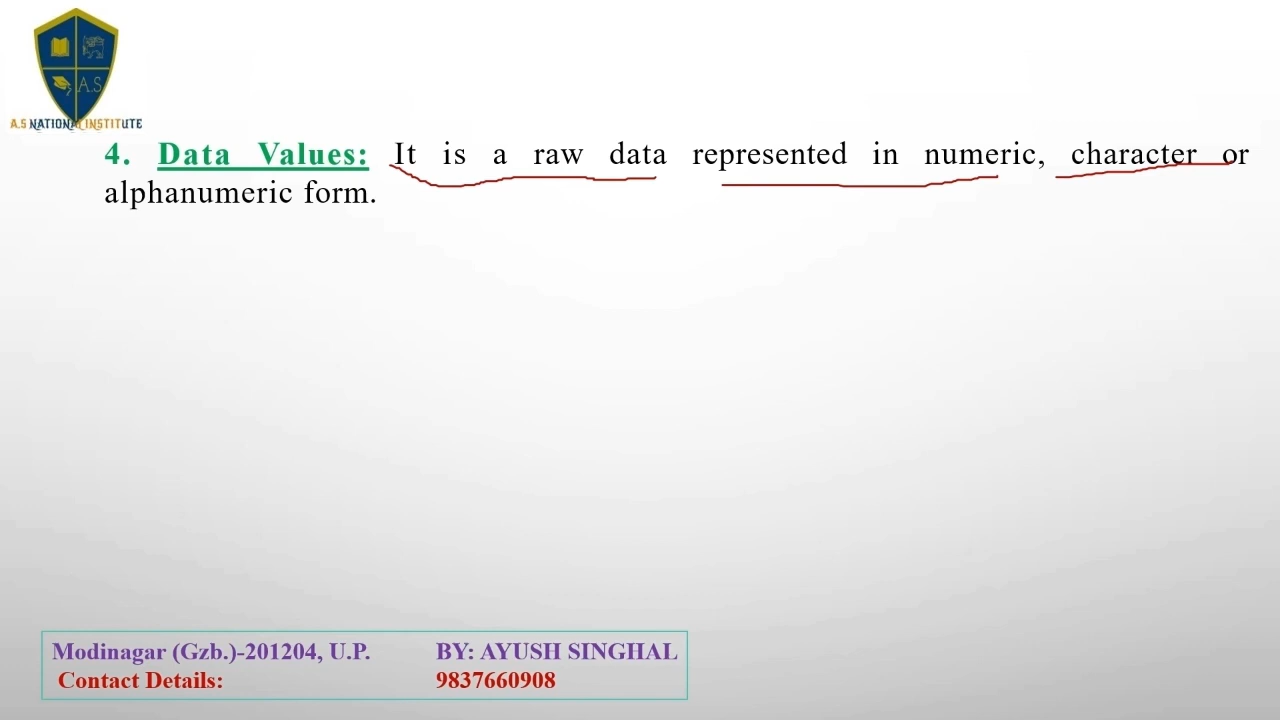 A.S
A.S NATIONAL INSTITUTE
4. Data Values: It is a raw data represented in numeric, character or
alphanumeric form.
Modinagar (Gzb.)-201204, U.P. BY: AYUSH SINGHAL
Contact Details: 9837660908